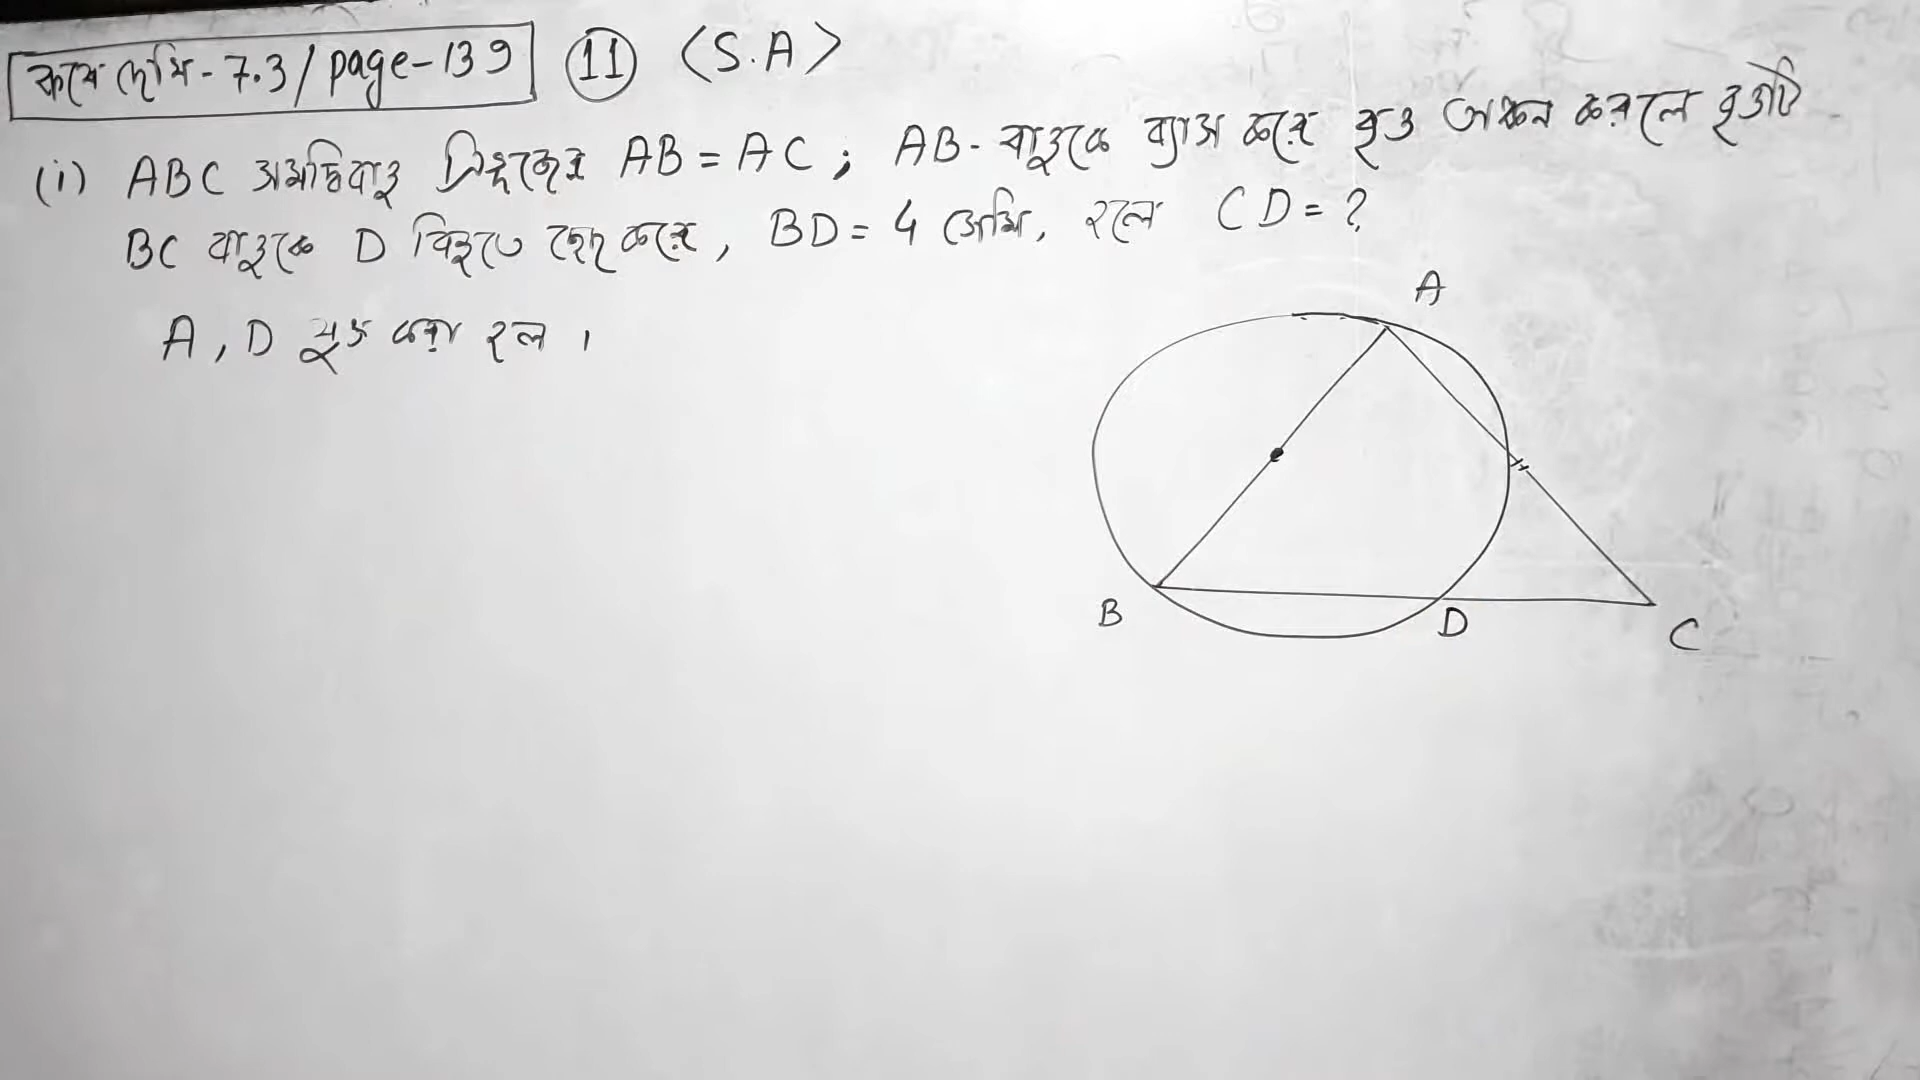 কষে দেখি - 7.3 / page - 139 11 <S.A>
(i) ABC সমদ্বিবাহু ত্রিভুজের AB = AC ; AB - বাহুকে ব্যাস করে বৃত্ত অঙ্কন করলে বৃত্তটি
BC বাহুকে D বিন্দুতে ছেদ করে, BD = 4 সেমি, হলে CD = ?
A, D যুক্ত করা হল ।
A
B
D
C